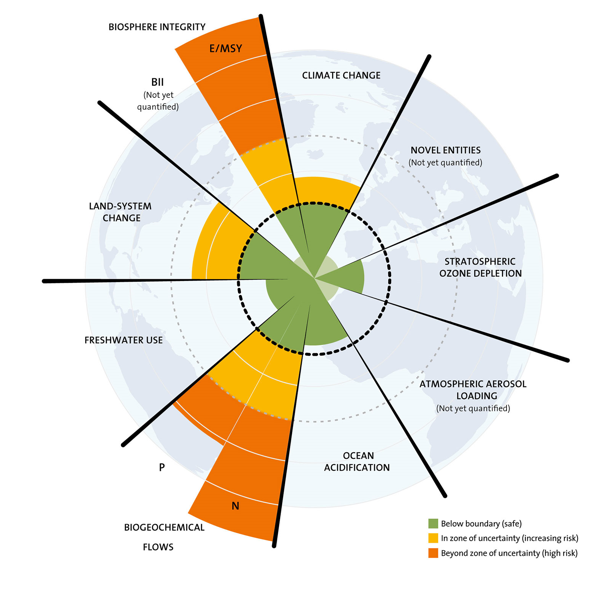 BIOSPHERE INTEGRITY
E/MSY
BII
(Not yet
quantified)
CLIMATE CHANGE
NOVEL ENTITIES
(Not yet quantified)
LAND-SYSTEM
CHANGE
STRATOSPHERIC
OZONE DEPLETION
FRESHWATER USE
ATMOSPHERIC AEROSOL
LOADING
(Not yet quantified)
OCEAN
ACIDIFICATION
P
N
BIOGEOCHEMICAL
FLOWS
Below boundary (safe)
In zone of uncertainty (increasing risk)
Beyond zone of uncertainty (high risk)